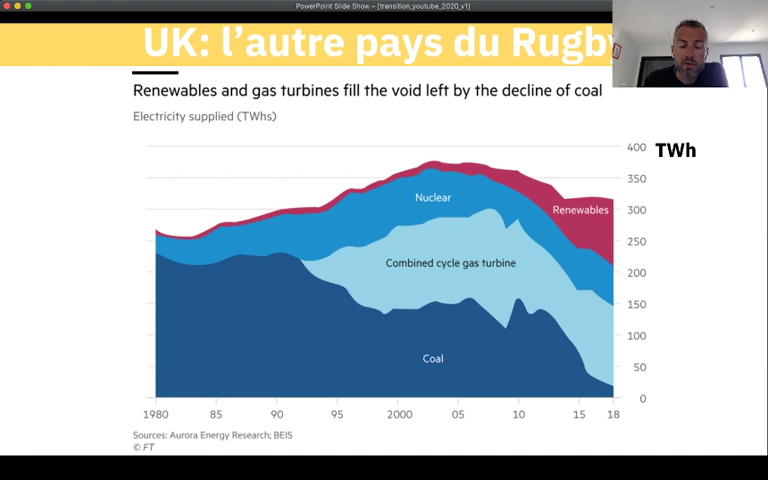 PowerPoint Slide Show – [transition_youtube_2020_v1]
UK: l’autre pays du Rugby
Renewables and gas turbines fill the void left by the decline of coal
Electricity supplied (TWhs)
400 TWh
350
300
250
200
150
100
50
0
Nuclear
Renewables
Combined cycle gas turbine
Coal
1980 85 90 95 2000 05 10 15 18
Sources: Aurora Energy Research; BEIS
© FT